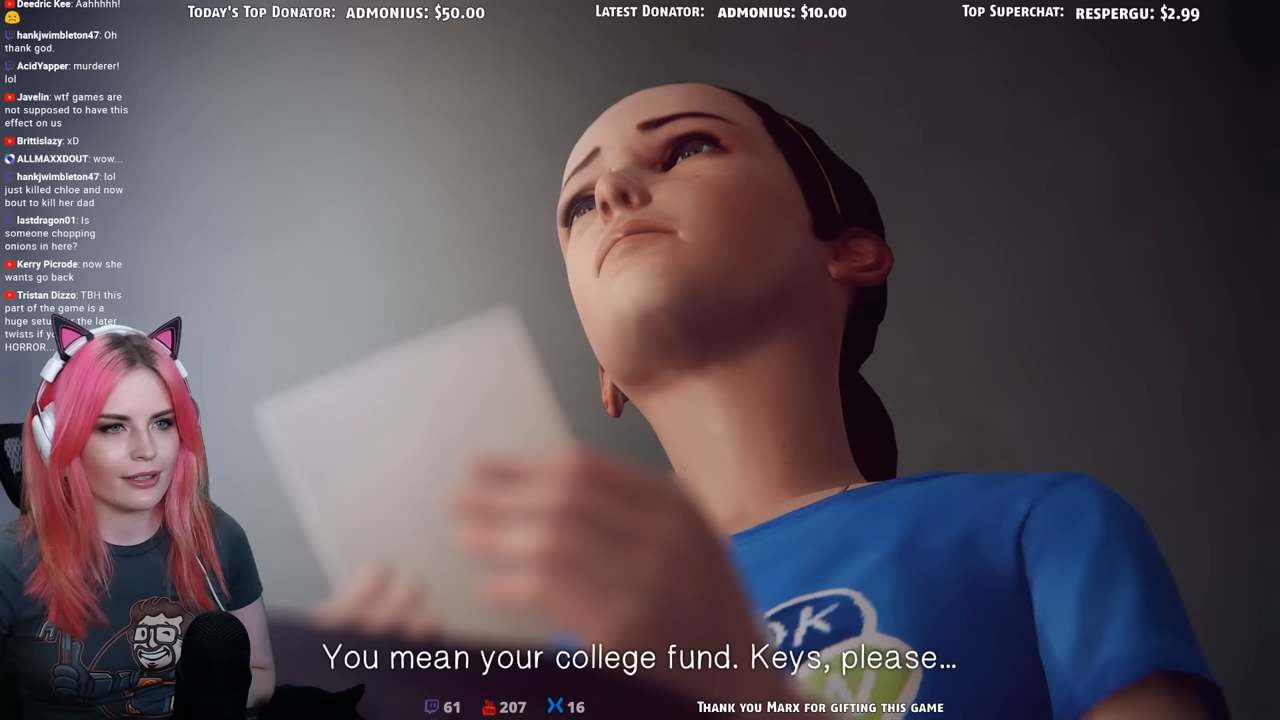 Today's Top Donator: Admonius: $50.00
Latest Donator: Admonius: $10.00
Top Superchat: Respergu: $2.99
Deedric Kee: Aahhhhh!
hankjwimbleton47: Oh
thank god.
AcidYapper: murderer!
lol
Javelin: wtf games are
not supposed to have this
effect on us
Brittislazy: xD
ALLMAXXDOUT: wow...
hankjwimbleton47: lol
just killed chloe and now
bout to kill her dad
lastdragon01: Is
someone chopping
onions in here?
Kerry Picrode: now she
wants go back
Tristan Dizzo: TBH this
part of the game is a
huge the later
twists if
HORROR...
You mean your college fund. Keys, please...
61 207 16
Thank you Marx for gifting this game